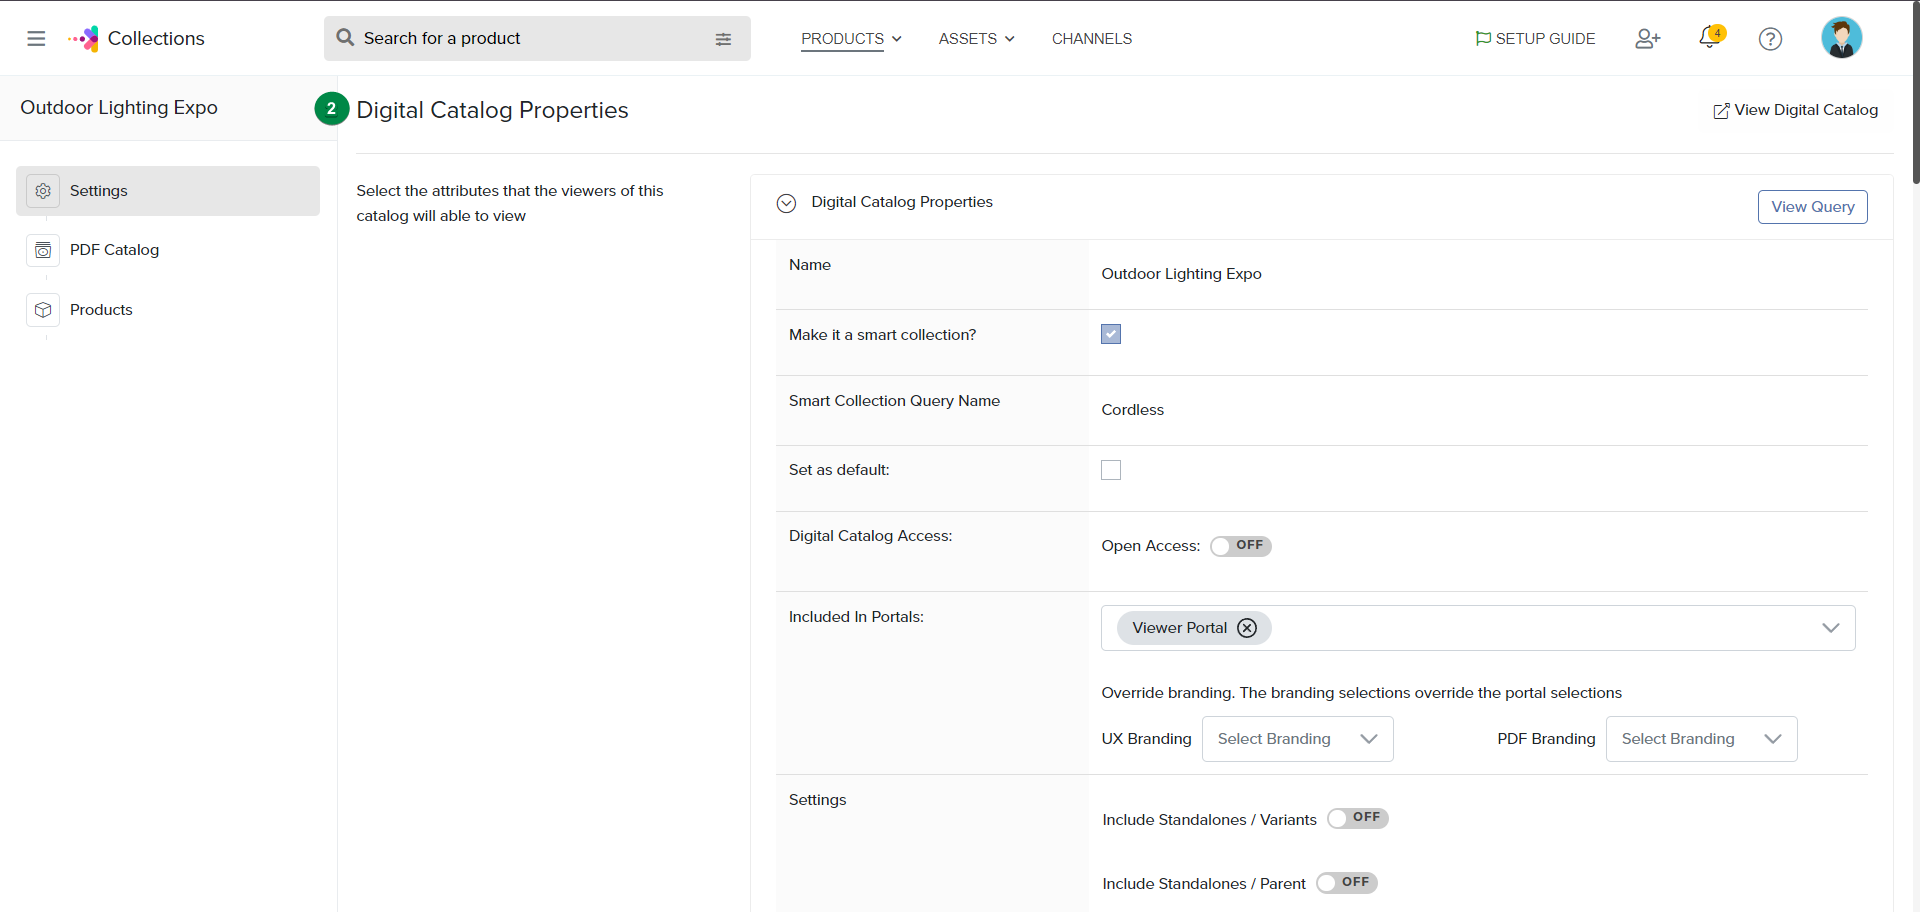 Collections
Search for a product
PRODUCTS
ASSETS
CHANNELS
SETUP GUIDE
4
Outdoor Lighting Expo
2
Digital Catalog Properties
View Digital Catalog
Settings
PDF Catalog
Products
Select the attributes that the viewers of this
catalog will able to view
Digital Catalog Properties
View Query
Name
Outdoor Lighting Expo
Make it a smart collection?
Smart Collection Query Name
Cordless
Set as default:
Digital Catalog Access:
Open Access:
OFF
Included In Portals:
Viewer Portal
Override branding. The branding selections override the portal selections
UX Branding
Select Branding
PDF Branding
Select Branding
Settings
Include Standalones / Variants
OFF
Include Standalones / Parent
OFF